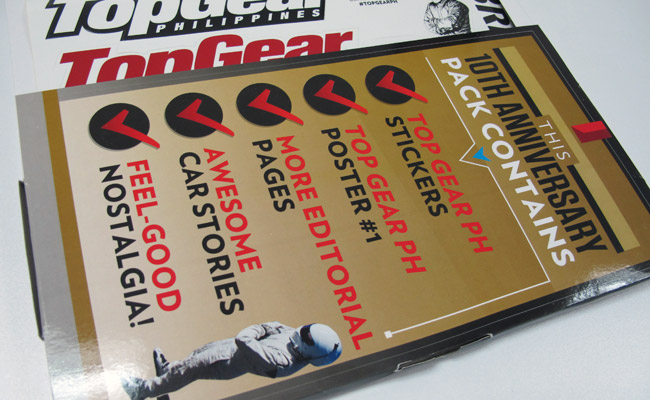 TopGear
PHILIPPINES
#TOPGEARPH
TopGear
THIS
10TH ANNIVERSARY
PACK CONTAINS
TOP GEAR PH
STICKERS
TOP GEAR PH
POSTER #1
MORE EDITORIAL
PAGES
AWESOME
CAR STORIES
FEEL-GOOD
NOSTALGIA!